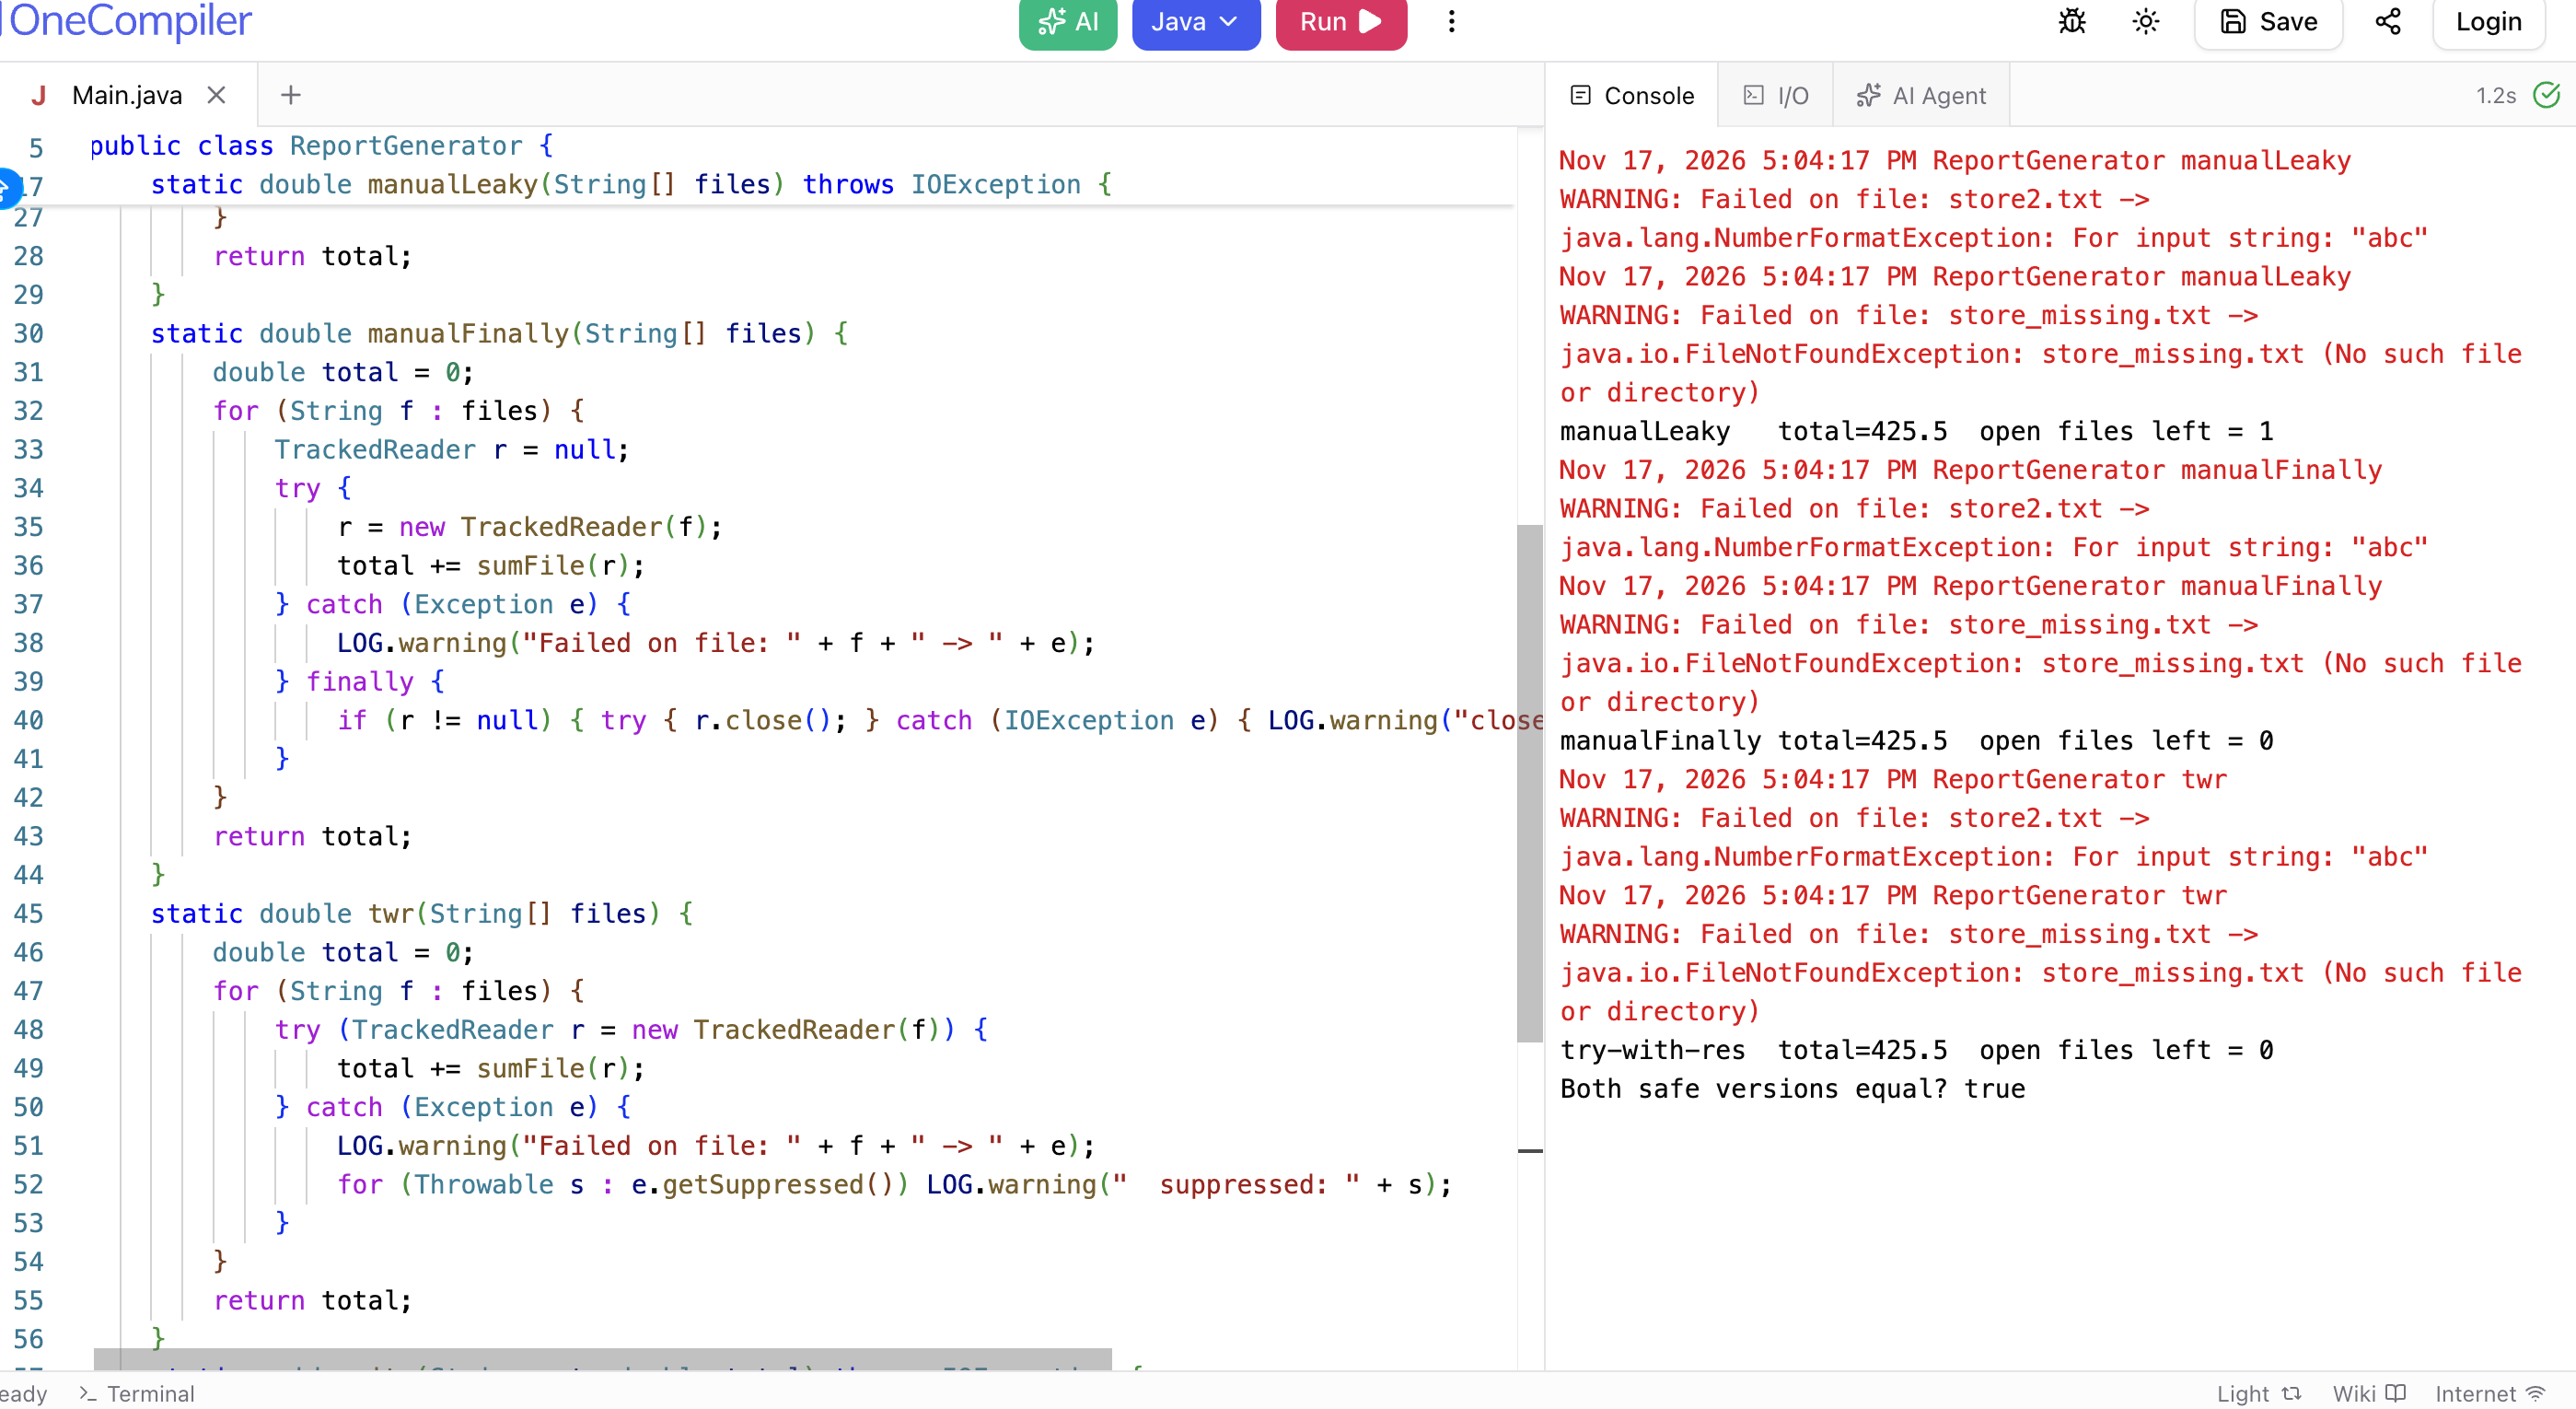 OneCompiler
AI
Java
Run
Save
Login
J Main.java
Console
I/O
AI Agent
1.2s
5 public class ReportGenerator {
17 static double manualLeaky(String[] files) throws IOException {
27 }
28 return total;
29 }
30 static double manualFinally(String[] files) {
31 double total = 0;
32 for (String f : files) {
33 TrackedReader r = null;
34 try {
35 r = new TrackedReader(f);
36 total += sumFile(r);
37 } catch (Exception e) {
38 LOG.warning("Failed on file: " + f + " -> " + e);
39 } finally {
40 if (r != null) { try { r.close(); } catch (IOException e) { LOG.warning("close
41 }
42 }
43 return total;
44 }
45 static double twr(String[] files) {
46 double total = 0;
47 for (String f : files) {
48 try (TrackedReader r = new TrackedReader(f)) {
49 total += sumFile(r);
50 } catch (Exception e) {
51 LOG.warning("Failed on file: " + f + " -> " + e);
52 for (Throwable s : e.getSuppressed()) LOG.warning("  suppressed: " + s);
53 }
54 }
55 return total;
56 }
Nov 17, 2026 5:04:17 PM ReportGenerator manualLeaky
WARNING: Failed on file: store2.txt ->
java.lang.NumberFormatException: For input string: "abc"
Nov 17, 2026 5:04:17 PM ReportGenerator manualLeaky
WARNING: Failed on file: store_missing.txt ->
java.io.FileNotFoundException: store_missing.txt (No such file
or directory)
manualLeaky   total=425.5  open files left = 1
Nov 17, 2026 5:04:17 PM ReportGenerator manualFinally
WARNING: Failed on file: store2.txt ->
java.lang.NumberFormatException: For input string: "abc"
Nov 17, 2026 5:04:17 PM ReportGenerator manualFinally
WARNING: Failed on file: store_missing.txt ->
java.io.FileNotFoundException: store_missing.txt (No such file
or directory)
manualFinally total=425.5  open files left = 0
Nov 17, 2026 5:04:17 PM ReportGenerator twr
WARNING: Failed on file: store2.txt ->
java.lang.NumberFormatException: For input string: "abc"
Nov 17, 2026 5:04:17 PM ReportGenerator twr
WARNING: Failed on file: store_missing.txt ->
java.io.FileNotFoundException: store_missing.txt (No such file
or directory)
try-with-res  total=425.5  open files left = 0
Both safe versions equal? true
eady
Terminal
Light
Wiki
Internet